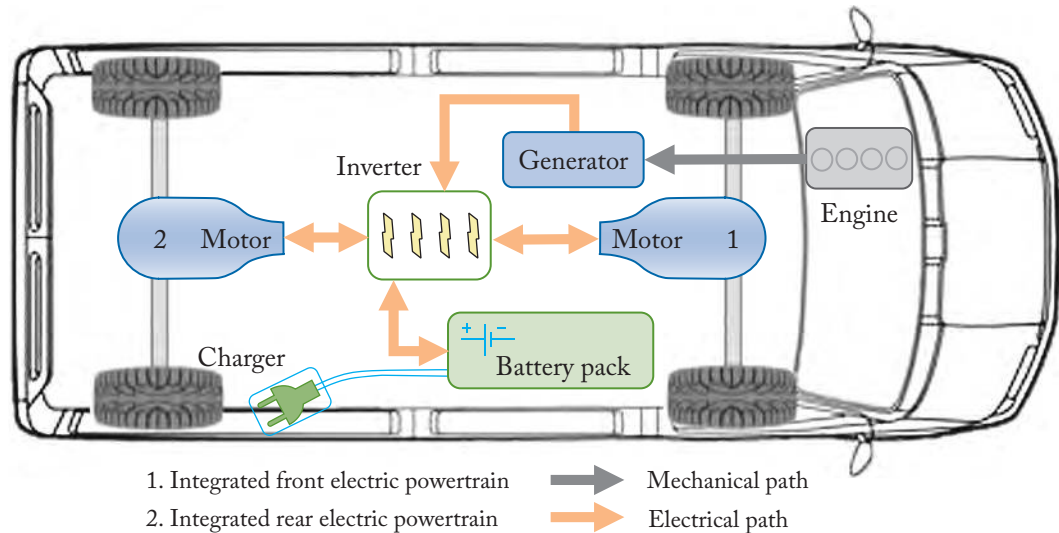 Generator
Inverter
Engine
2 Motor
Motor 1
+ −
Battery pack
Charger
1. Integrated front electric powertrain
Mechanical path
2. Integrated rear electric powertrain
Electrical path